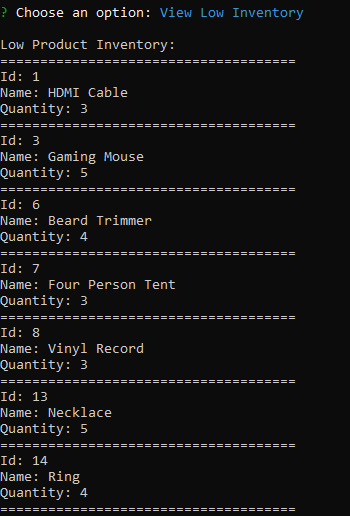 ? Choose an option: View Low Inventory
Low Product Inventory:
=====================================
Id: 1
Name: HDMI Cable
Quantity: 3
=====================================
Id: 3
Name: Gaming Mouse
Quantity: 5
=====================================
Id: 6
Name: Beard Trimmer
Quantity: 4
=====================================
Id: 7
Name: Four Person Tent
Quantity: 3
=====================================
Id: 8
Name: Vinyl Record
Quantity: 3
=====================================
Id: 13
Name: Necklace
Quantity: 5
=====================================
Id: 14
Name: Ring
Quantity: 4
=====================================